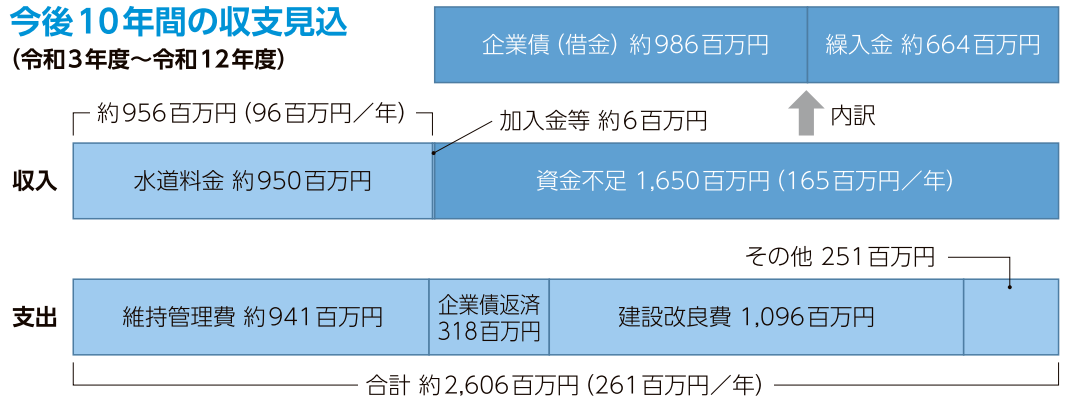 今後10年間の収支見込
（令和3年度～令和12年度）
企業債（借金）約986百万円
繰入金 約664百万円
内訳
約956百万円（96百万円／年）
加入金等 約6百万円
収入
水道料金 約950百万円
資金不足 1,650百万円（165百万円／年）
その他 251百万円
支出
維持管理費 約941百万円
企業債返済
318百万円
建設改良費 1,096百万円
合計 約2,606百万円（261百万円／年）